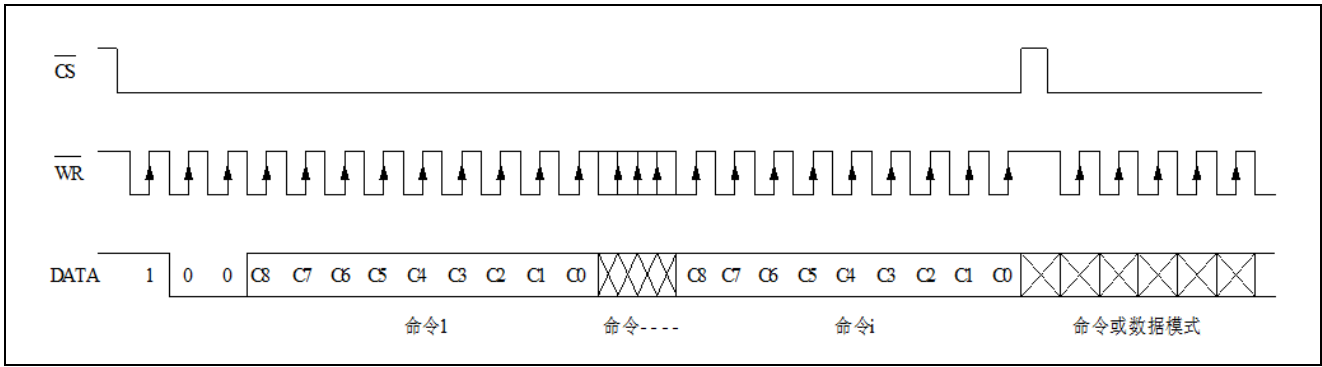 CS
WR
DATA 1 0 0 C8 C7 C6 C5 C4 C3 C2 C1 C0 C8 C7 C6 C5 C4 C3 C2 C1 C0
命令1 命令---- 命令i 命令或数据模式